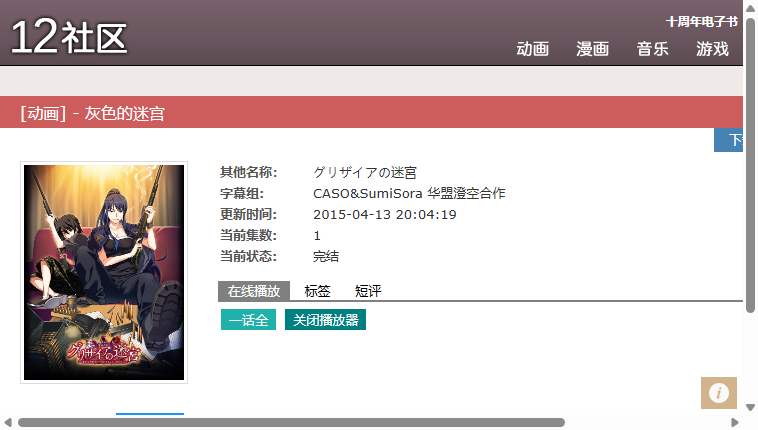 12社区
十周年电子书
动画 漫画 音乐 游戏
[动画] - 灰色的迷宫
其他名称: グリザイアの迷宮
字幕组: CASO&SumiSora 华盟澄空合作
更新时间: 2015-04-13 20:04:19
当前集数: 1
当前状态: 完结
在线播放 标签 短评
一话全 关闭播放器
グリザイアの迷宮